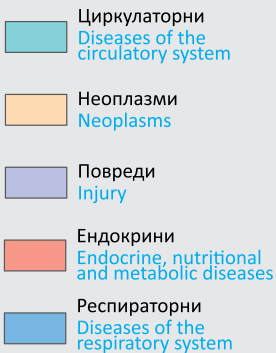 Циркулаторни
Diseases of the
circulatory system
Неоплазми
Neoplasms
Повреди
Injury
Ендокрини
Endocrine, nutritional
and metabolic diseases
Респираторни
Diseases of the
respiratory system